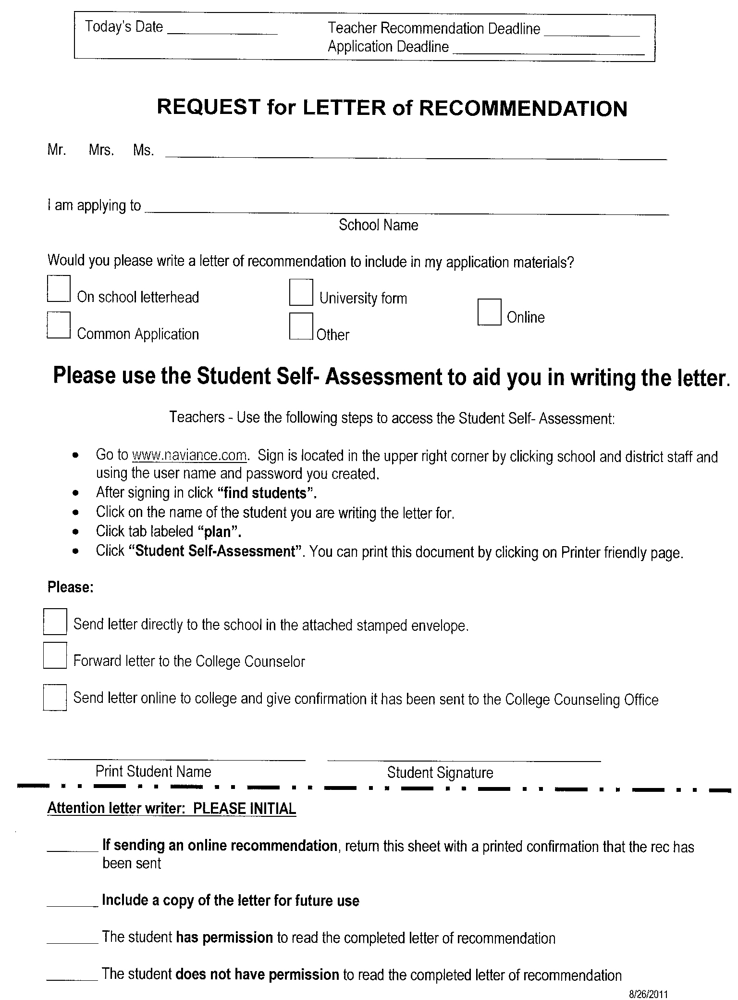 Today's Date
Teacher Recommendation Deadline
Application Deadline
REQUEST for LETTER of RECOMMENDATION
Mr. Mrs. Ms.
I am applying to
School Name
Would you please write a letter of recommendation to include in my application materials?
On school letterhead
University form
Online
Common Application
Other
Please use the Student Self- Assessment to aid you in writing the letter.
Teachers - Use the following steps to access the Student Self- Assessment:
• Go to www.naviance.com. Sign is located in the upper right corner by clicking school and district staff and
using the user name and password you created.
• After signing in click "find students".
• Click on the name of the student you are writing the letter for.
• Click tab labeled "plan".
• Click "Student Self-Assessment". You can print this document by clicking on Printer friendly page.
Please:
Send letter directly to the school in the attached stamped envelope.
Forward letter to the College Counselor
Send letter online to college and give confirmation it has been sent to the College Counseling Office
Print Student Name
Student Signature
Attention letter writer: PLEASE INITIAL
If sending an online recommendation, return this sheet with a printed confirmation that the rec has
been sent
Include a copy of the letter for future use
The student has permission to read the completed letter of recommendation
The student does not have permission to read the completed letter of recommendation
8/26/2011